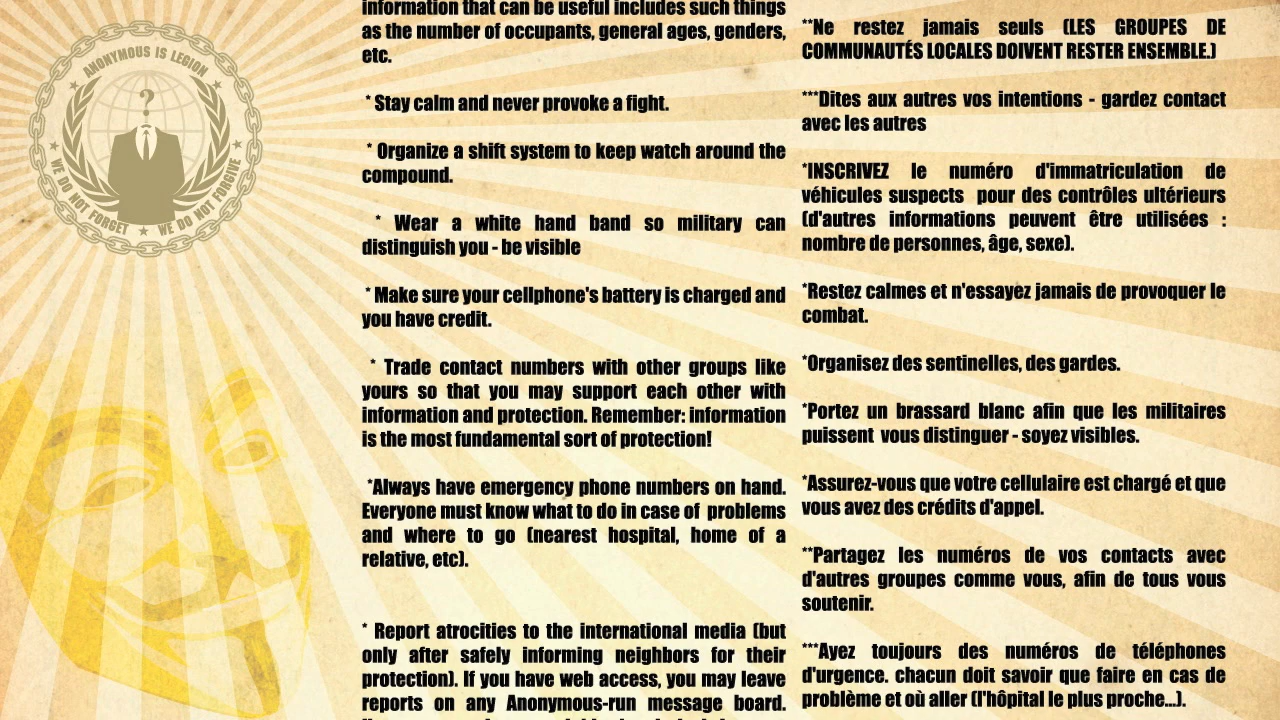 ANONYMOUS IS LEGION
?
WE DO NOT FORGET ★ WE DO NOT FORGIVE
information that can be useful includes such things
as the number of occupants, general ages, genders,
etc.
* Stay calm and never provoke a fight.
* Organize a shift system to keep watch around the
compound.
* Wear a white hand band so military can
distinguish you - be visible
* Make sure your cellphone's battery is charged and
you have credit.
* Trade contact numbers with other groups like
yours so that you may support each other with
information and protection. Remember: information
is the most fundamental sort of protection!
*Always have emergency phone numbers on hand.
Everyone must know what to do in case of problems
and where to go (nearest hospital, home of a
relative, etc).
* Report atrocities to the international media (but
only after safely informing neighbors for their
protection). If you have web access, you may leave
reports on any Anonymous-run message board.
**Ne restez jamais seuls (LES GROUPES DE
COMMUNAUTÉS LOCALES DOIVENT RESTER ENSEMBLE.)
***Dites aux autres vos intentions - gardez contact
avec les autres
*INSCRIVEZ le numéro d'immatriculation de
véhicules suspects pour des contrôles ultérieurs
(d'autres informations peuvent être utilisées :
nombre de personnes, âge, sexe).
*Restez calmes et n'essayez jamais de provoquer le
combat.
*Organisez des sentinelles, des gardes.
*Portez un brassard blanc afin que les militaires
puissent vous distinguer - soyez visibles.
*Assurez-vous que votre cellulaire est chargé et que
vous avez des crédits d'appel.
**Partagez les numéros de vos contacts avec
d'autres groupes comme vous, afin de tous vous
soutenir.
***Ayez toujours des numéros de téléphones
d'urgence. chacun doit savoir que faire en cas de
problème et où aller (l'hôpital le plus proche...).